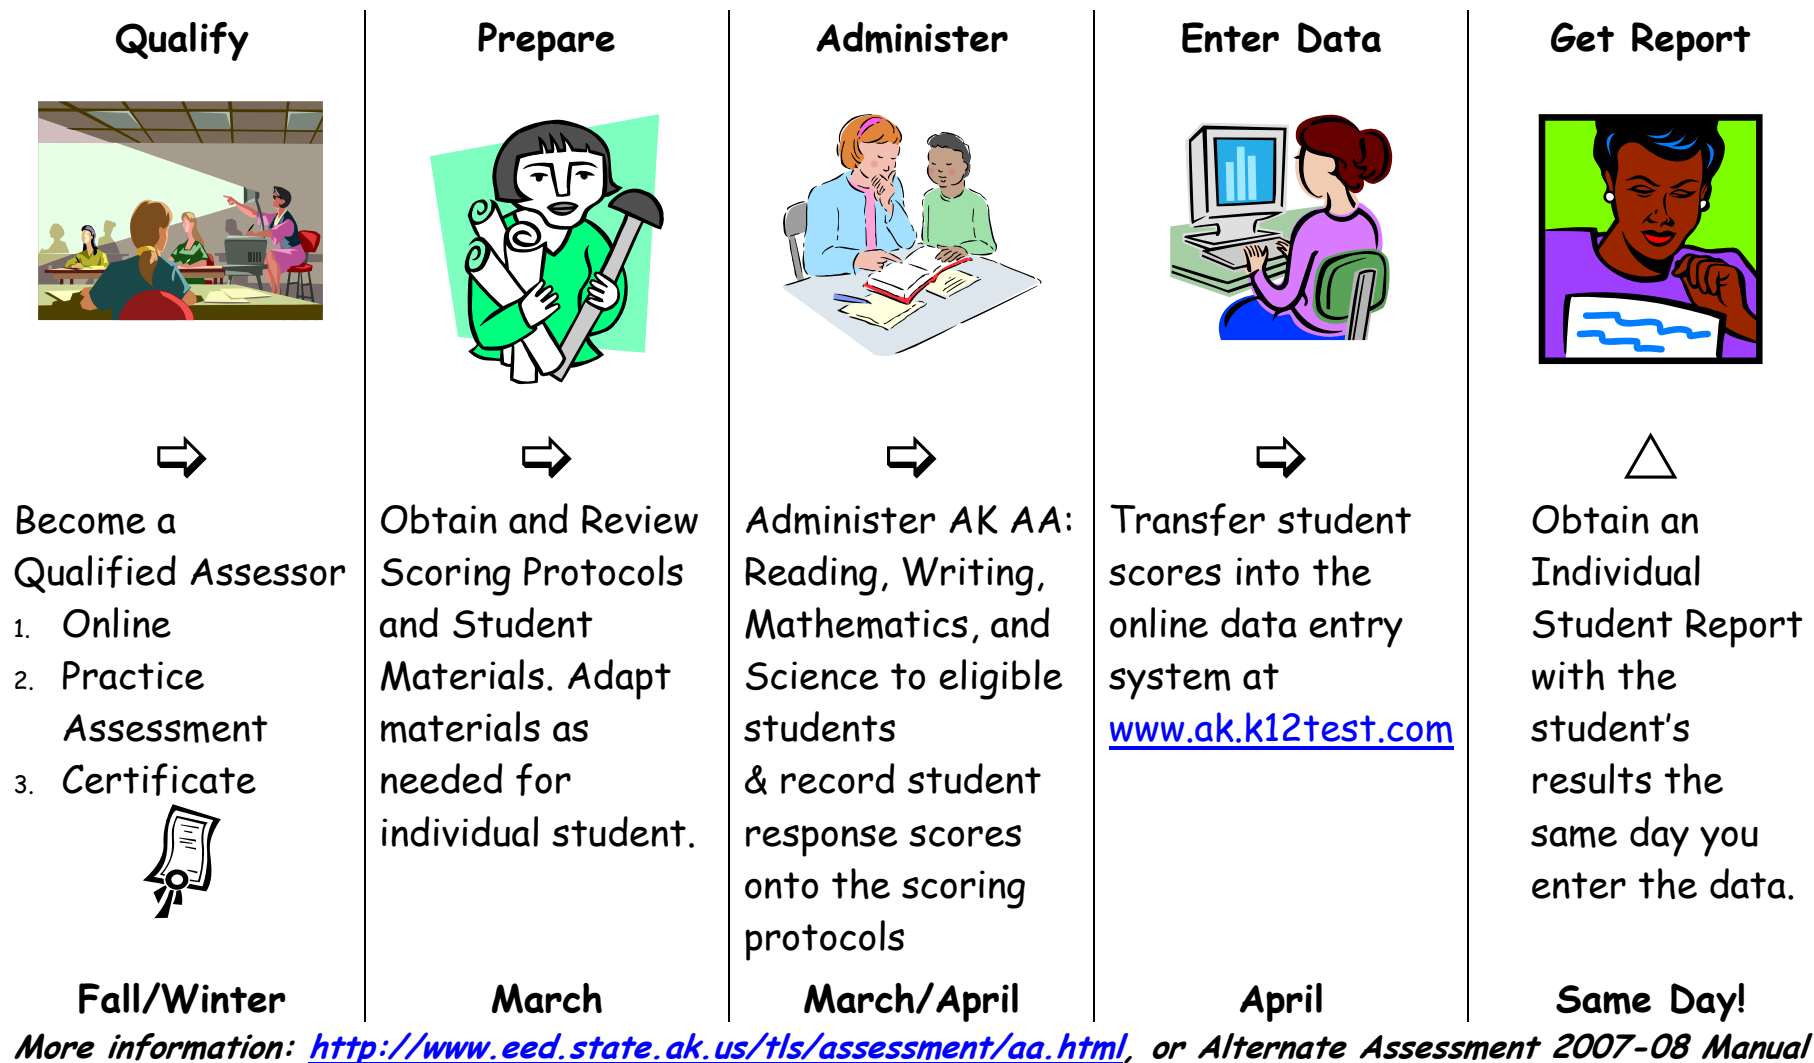 Qualify
Become a
Qualified Assessor
1. Online
2. Practice
Assessment
3. Certificate
Fall/Winter
Prepare
Obtain and Review
Scoring Protocols
and Student
Materials. Adapt
materials as
needed for
individual student.
March
Administer
Administer AK AA:
Reading, Writing,
Mathematics, and
Science to eligible
students
& record student
response scores
onto the scoring
protocols
March/April
Enter Data
Transfer student
scores into the
online data entry
system at
www.ak.k12test.com
April
Get Report
Obtain an
Individual
Student Report
with the
student’s
results the
same day you
enter the data.
Same Day!
More information: http://www.eed.state.ak.us/tls/assessment/aa.html, or Alternate Assessment 2007-08 Manual